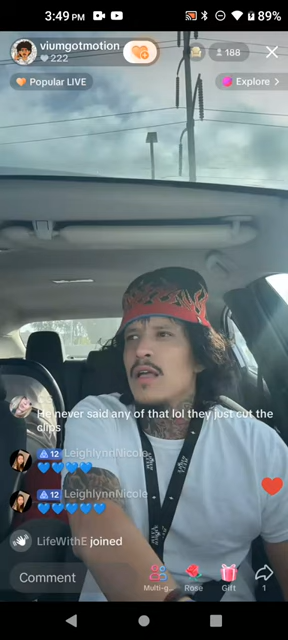 3:49 PM
89%
viumgotmotion
222
188
Popular LIVE
Explore >
He never said any of that lol they just cut the
clips
12 LeighlynnNicole
12 LeighlynnNicole
LifeWithE joined
Comment
Multi-g...
Rose
Gift
1